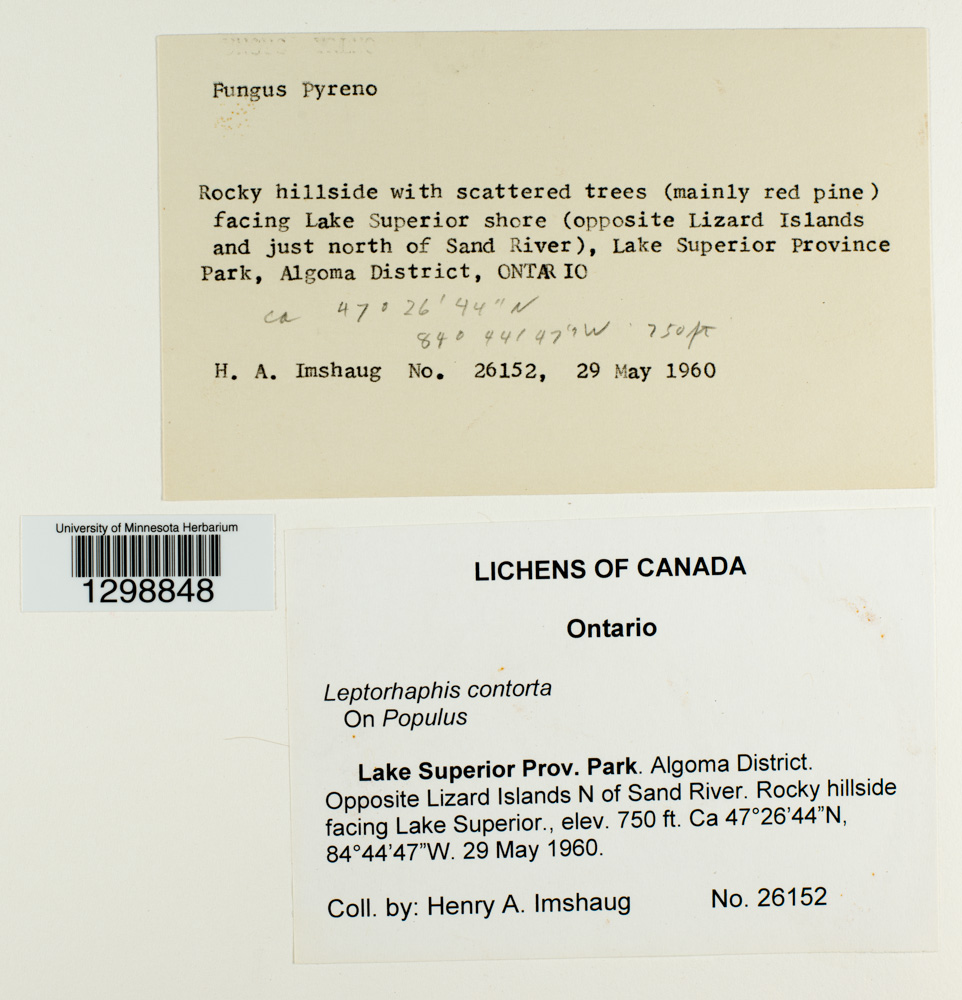 Fungus Pyreno
Rocky hillside with scattered trees (mainly red pine)
facing Lake Superior shore (opposite Lizard Islands
and just north of Sand River), Lake Superior Province
Park, Algoma District, ONTARIO
ca 47° 26' 44" N
84° 44' 47" W 750 ft
H. A. Imshaug No. 26152, 29 May 1960
University of Minnesota Herbarium
1298848
LICHENS OF CANADA
Ontario
Leptorhaphis contorta
On Populus
Lake Superior Prov. Park. Algoma District.
Opposite Lizard Islands N of Sand River. Rocky hillside
facing Lake Superior., elev. 750 ft. Ca 47°26'44”N,
84°44'47”W. 29 May 1960.
Coll. by: Henry A. Imshaug No. 26152